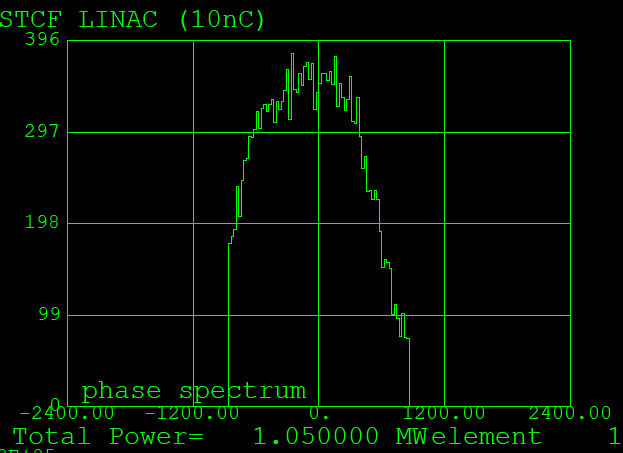 STCF LINAC (10nC)
396
297
198
99
phase spectrum
0
-2400.00 -1200.00 0. 1200.00 2400.00
Total Power= 1.050000 MWelement 1